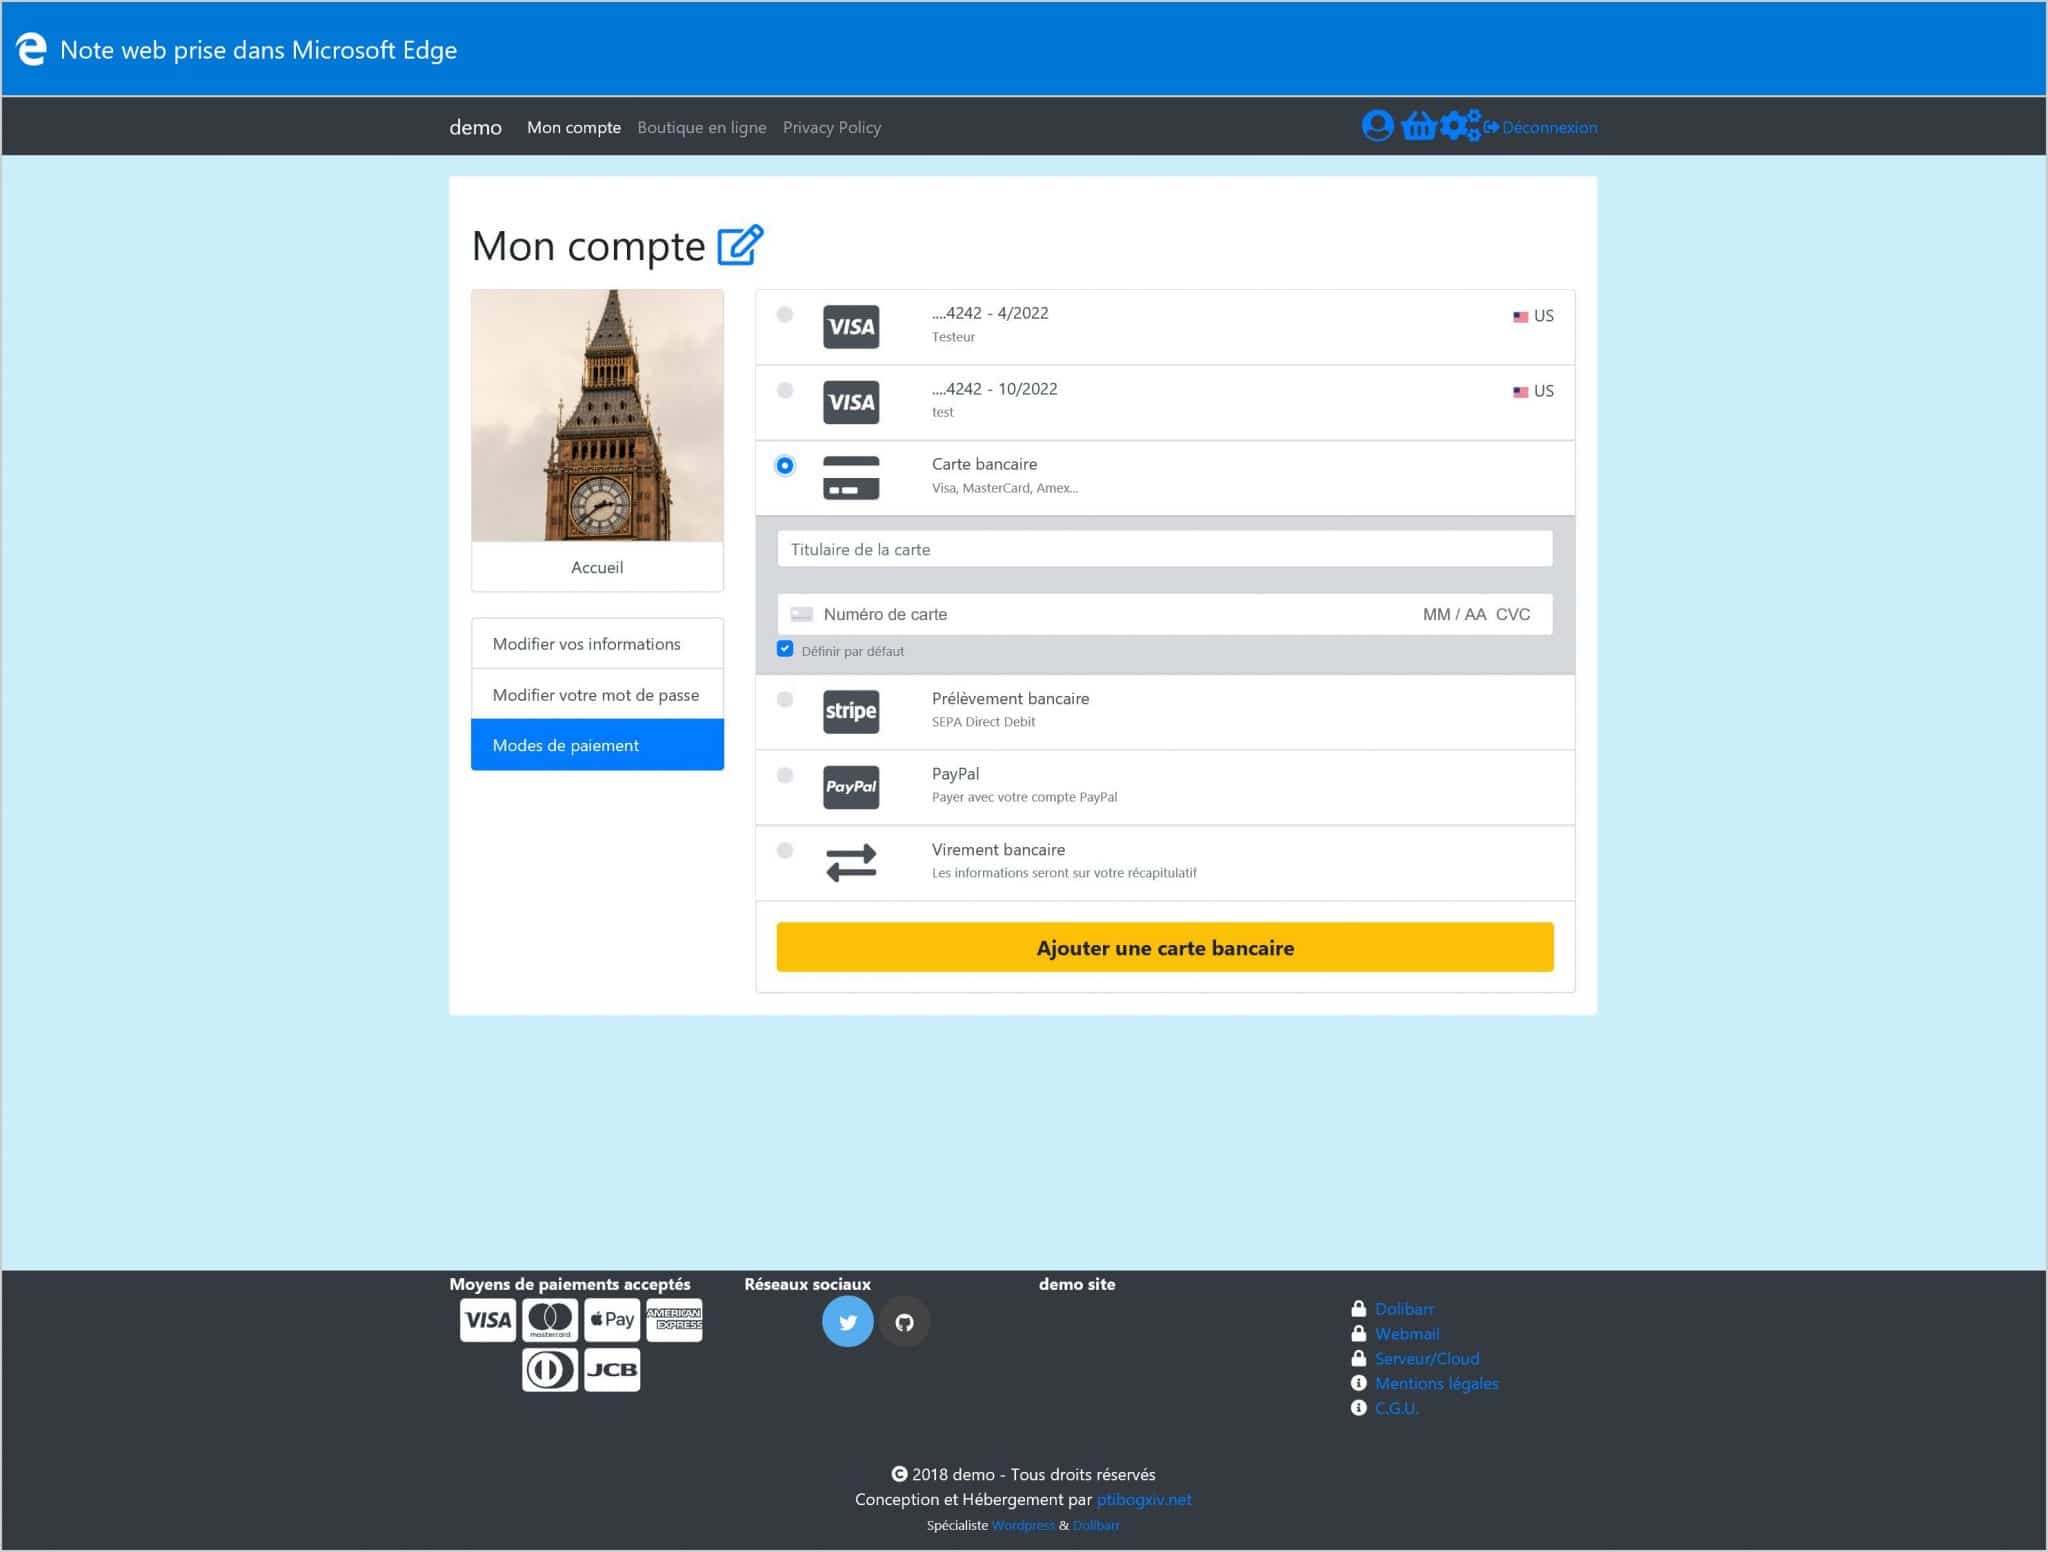 Note web prise dans Microsoft Edge
demo Mon compte Boutique en ligne Privacy Policy Déconnexion
Mon compte
Accueil
Modifier vos informations
Modifier votre mot de passe
Modes de paiement
VISA ....4242 - 4/2022 US
Testeur
VISA ....4242 - 10/2022 US
test
Carte bancaire
Visa, MasterCard, Amex...
Titulaire de la carte
Numéro de carte MM / AA CVC
Définir par défaut
stripe Prélèvement bancaire
SEPA Direct Debit
PayPal PayPal
Payer avec votre compte PayPal
Virement bancaire
Les informations seront sur votre récapitulatif
Ajouter une carte bancaire
Moyens de paiements acceptés
VISA mastercard Pay AMERICAN EXPRESS
JCB
Réseaux sociaux
demo site
Dolibarr
Webmail
Serveur/Cloud
Mentions légales
C.G.U.
© 2018 demo - Tous droits réservés
Conception et Hébergement par ptibogxiv.net
Spécialiste Wordpress & Dolibarr